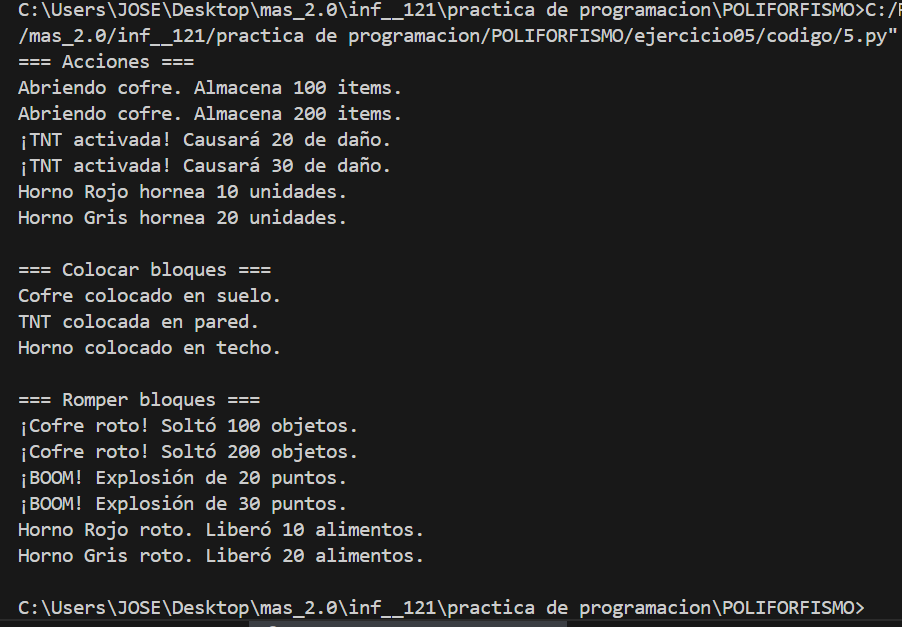 C:\Users\JOSE\Desktop\mas_2.0\inf__121\practica de programacion\POLIFORFISMO>C:/
/mas_2.0/inf__121/practica de programacion/POLIFORFISMO/ejercicio05/codigo/5.py"
=== Acciones ===
Abriendo cofre. Almacena 100 items.
Abriendo cofre. Almacena 200 items.
¡TNT activada! Causará 20 de daño.
¡TNT activada! Causará 30 de daño.
Horno Rojo hornea 10 unidades.
Horno Gris hornea 20 unidades.
=== Colocar bloques ===
Cofre colocado en suelo.
TNT colocada en pared.
Horno colocado en techo.
=== Romper bloques ===
¡Cofre roto! Soltó 100 objetos.
¡Cofre roto! Soltó 200 objetos.
¡BOOM! Explosión de 20 puntos.
¡BOOM! Explosión de 30 puntos.
Horno Rojo roto. Liberó 10 alimentos.
Horno Gris roto. Liberó 20 alimentos.
C:\Users\JOSE\Desktop\mas_2.0\inf__121\practica de programacion\POLIFORFISMO>